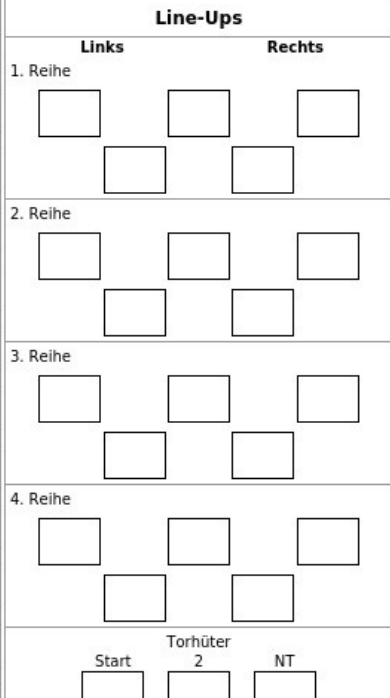 Line-Ups
Links Rechts
1. Reihe
2. Reihe
3. Reihe
4. Reihe
Torhüter
Start 2 NT